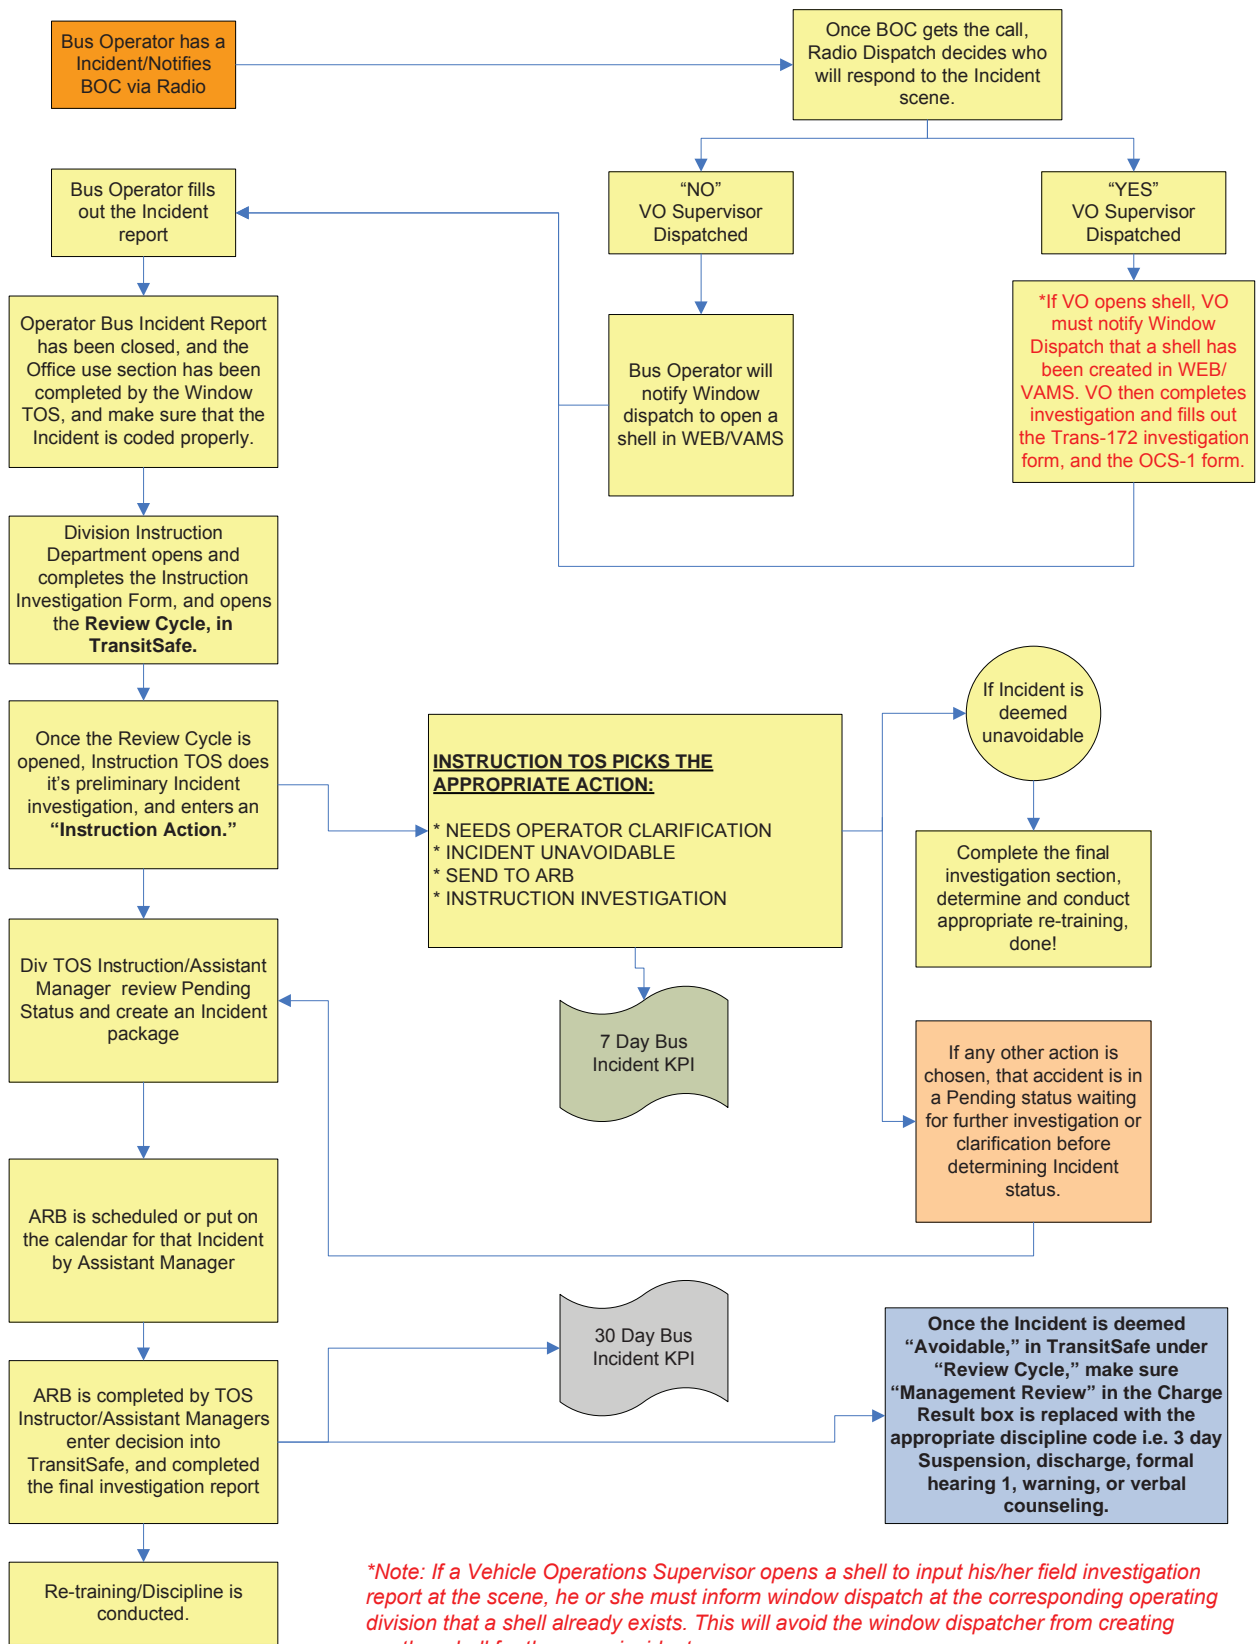 Bus Operator has a
Incident/Notifies
BOC via Radio
Once BOC gets the call,
Radio Dispatch decides who
will respond to the Incident
scene.
“NO”
VO Supervisor
Dispatched
“YES”
VO Supervisor
Dispatched
Bus Operator fills
out the Incident
report
Bus Operator will
notify Window
dispatch to open a
shell in WEB/VAMS
*If VO opens shell, VO
must notify Window
Dispatch that a shell has
been created in WEB/
VAMS. VO then completes
investigation and fills out
the Trans-172 investigation
form, and the OCS-1 form.
Operator Bus Incident Report
has been closed, and the
Office use section has been
completed by the Window
TOS, and make sure that the
Incident is coded properly.
Division Instruction
Department opens and
completes the Instruction
Investigation Form, and opens
the Review Cycle, in
TransitSafe.
Once the Review Cycle is
opened, Instruction TOS does
it’s preliminary Incident
investigation, and enters an
“Instruction Action.”
INSTRUCTION TOS PICKS THE
APPROPRIATE ACTION:
* NEEDS OPERATOR CLARIFICATION
* INCIDENT UNAVOIDABLE
* SEND TO ARB
* INSTRUCTION INVESTIGATION
If Incident is
deemed
unavoidable
Complete the final
investigation section,
determine and conduct
appropriate re-training,
done!
7 Day Bus
Incident KPI
If any other action is
chosen, that accident is in
a Pending status waiting
for further investigation or
clarification before
determining Incident
status.
Div TOS Instruction/Assistant
Manager review Pending
Status and create an Incident
package
ARB is scheduled or put on
the calendar for that Incident
by Assistant Manager
30 Day Bus
Incident KPI
ARB is completed by TOS
Instructor/Assistant Managers
enter decision into
TransitSafe, and completed
the final investigation report
Once the Incident is deemed
“Avoidable,” in TransitSafe under
“Review Cycle,” make sure
“Management Review” in the Charge
Result box is replaced with the
appropriate discipline code i.e. 3 day
Suspension, discharge, formal
hearing 1, warning, or verbal
counseling.
Re-training/Discipline is
conducted.
*Note: If a Vehicle Operations Supervisor opens a shell to input his/her field investigation
report at the scene, he or she must inform window dispatch at the corresponding operating
division that a shell already exists. This will avoid the window dispatcher from creating